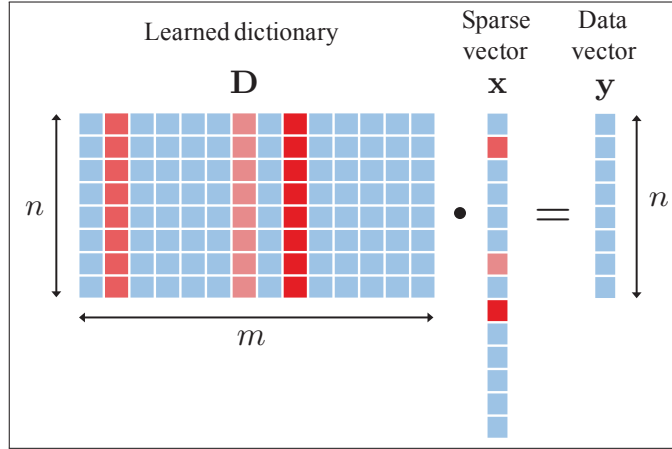 Learned dictionary
D
Sparse
vector
x
Data
vector
y
n
m
• =
n